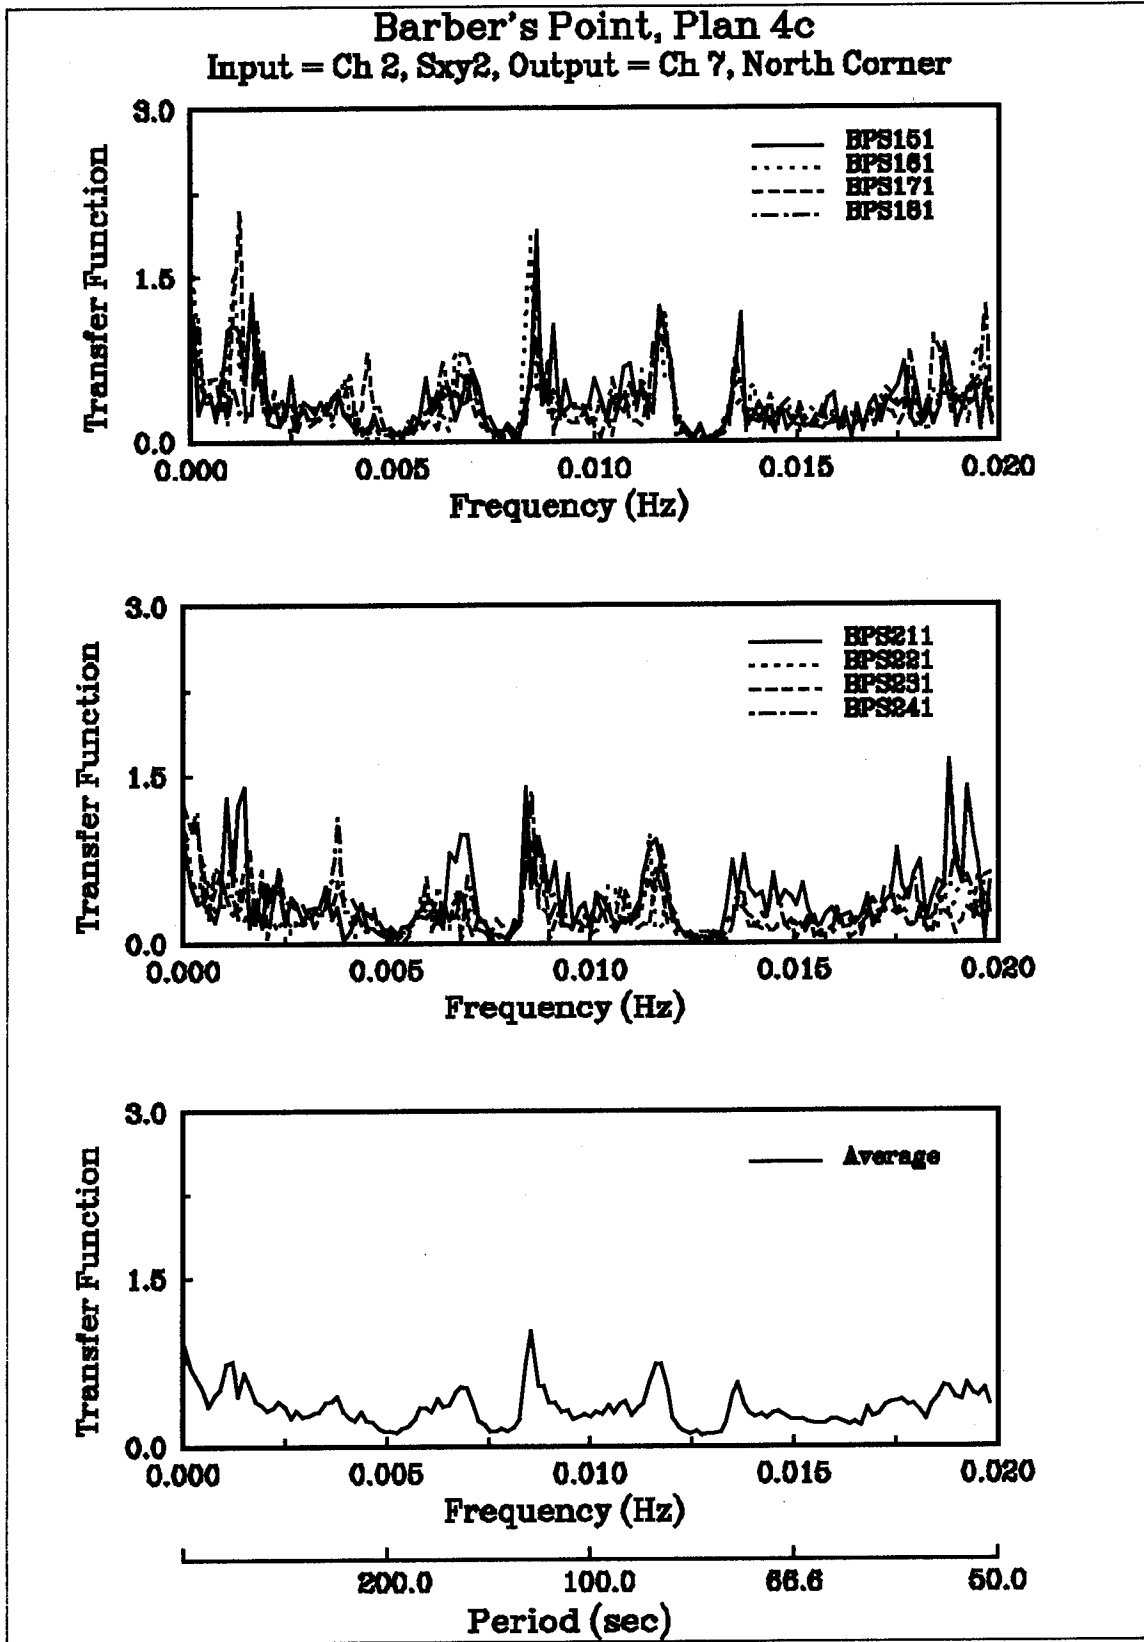 Barber's Point, Plan 4c
Input = Ch 2, Sxy2, Output = Ch 7, North Corner
3.0
BPS151
BPS161
BPS171
BPS181
Transfer Function
1.5
0.0
0.000 0.005 0.010 0.015 0.020
Frequency (Hz)
3.0
BPS211
BPS221
BPS231
BPS241
Transfer Function
1.5
0.0
0.000 0.005 0.010 0.015 0.020
Frequency (Hz)
3.0
Average
Transfer Function
1.5
0.0
0.000 0.005 0.010 0.015 0.020
Frequency (Hz)
200.0 100.0 66.6 50.0
Period (sec)